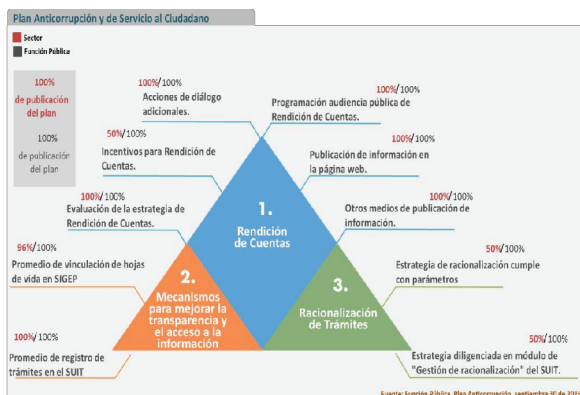 Plan Anticorrupción y de Servicio al Ciudadano
Sector
Función Pública
100%
de publicación
del plan
100%
de publicación
del plan
100%/100%
Acciones de diálogo
adicionales.
100%/100%
Programación audiencia pública de
Rendición de Cuentas.
50%/100%
Incentivos para Rendición de
Cuentas.
100%/100%
Publicación de información en
la página web.
100%/100%
Evaluación de la estrategia de
Rendición de Cuentas.
100%/100%
Otros medios de publicación de
información.
1.
Rendición
de Cuentas
96%/100%
Promedio de vinculación de hojas
de vida en SIGEP
50%/100%
Estrategia de racionalización cumple
con parámetros
2.
Mecanismos
para mejorar la
transparencia y
el acceso a la
información
3.
Racionalización
de Trámites
100%/100%
Promedio de registro de
trámites en el SUIT
50%/100%
Estrategia diligenciada en módulo de
"Gestión de racionalización" del SUIT.
Fuente: Función Pública. Plan Anticorrupción, septiembre 30 de